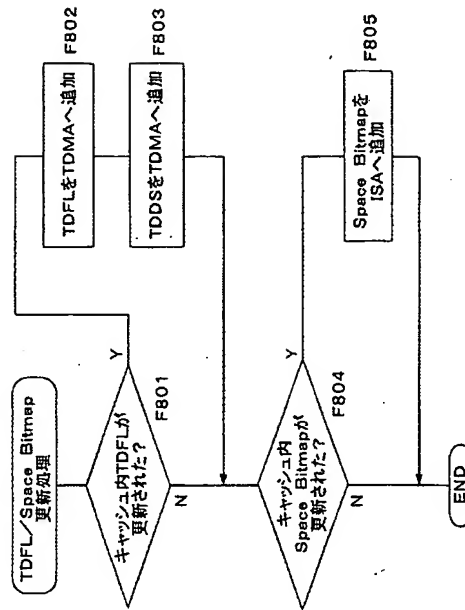 TDFL/Space Bitmap
更新処理
キャッシュ内TDFLが
更新された?
F801
Y
N
TDFLをTDMAへ追加
F802
TDDSをTDMAへ追加
F803
キャッシュ内
Space Bitmapが
更新された?
F804
Y
N
Space Bitmapを
ISAへ追加
F805
END